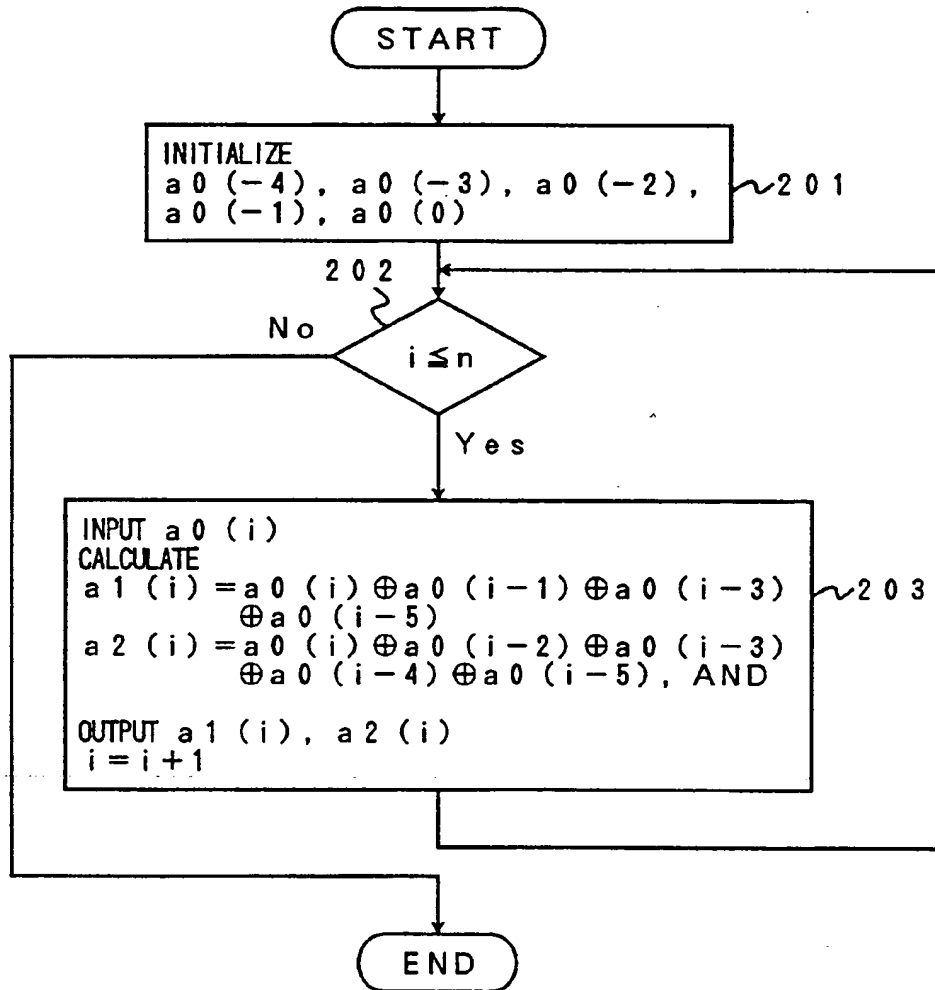 START
INITIALIZE
a0 (-4), a0 (-3), a0 (-2),
a0 (-1), a0 (0)
201
202
No
i≦n
Yes
INPUT a0 (i)
CALCULATE
a1 (i) =a0 (i) ⊕a0 (i-1) ⊕a0 (i-3)
⊕a0 (i-5)
a2 (i) =a0 (i) ⊕a0 (i-2) ⊕a0 (i-3)
⊕a0 (i-4) ⊕a0 (i-5), AND
OUTPUT a1 (i), a2 (i)
i=i+1
203
END